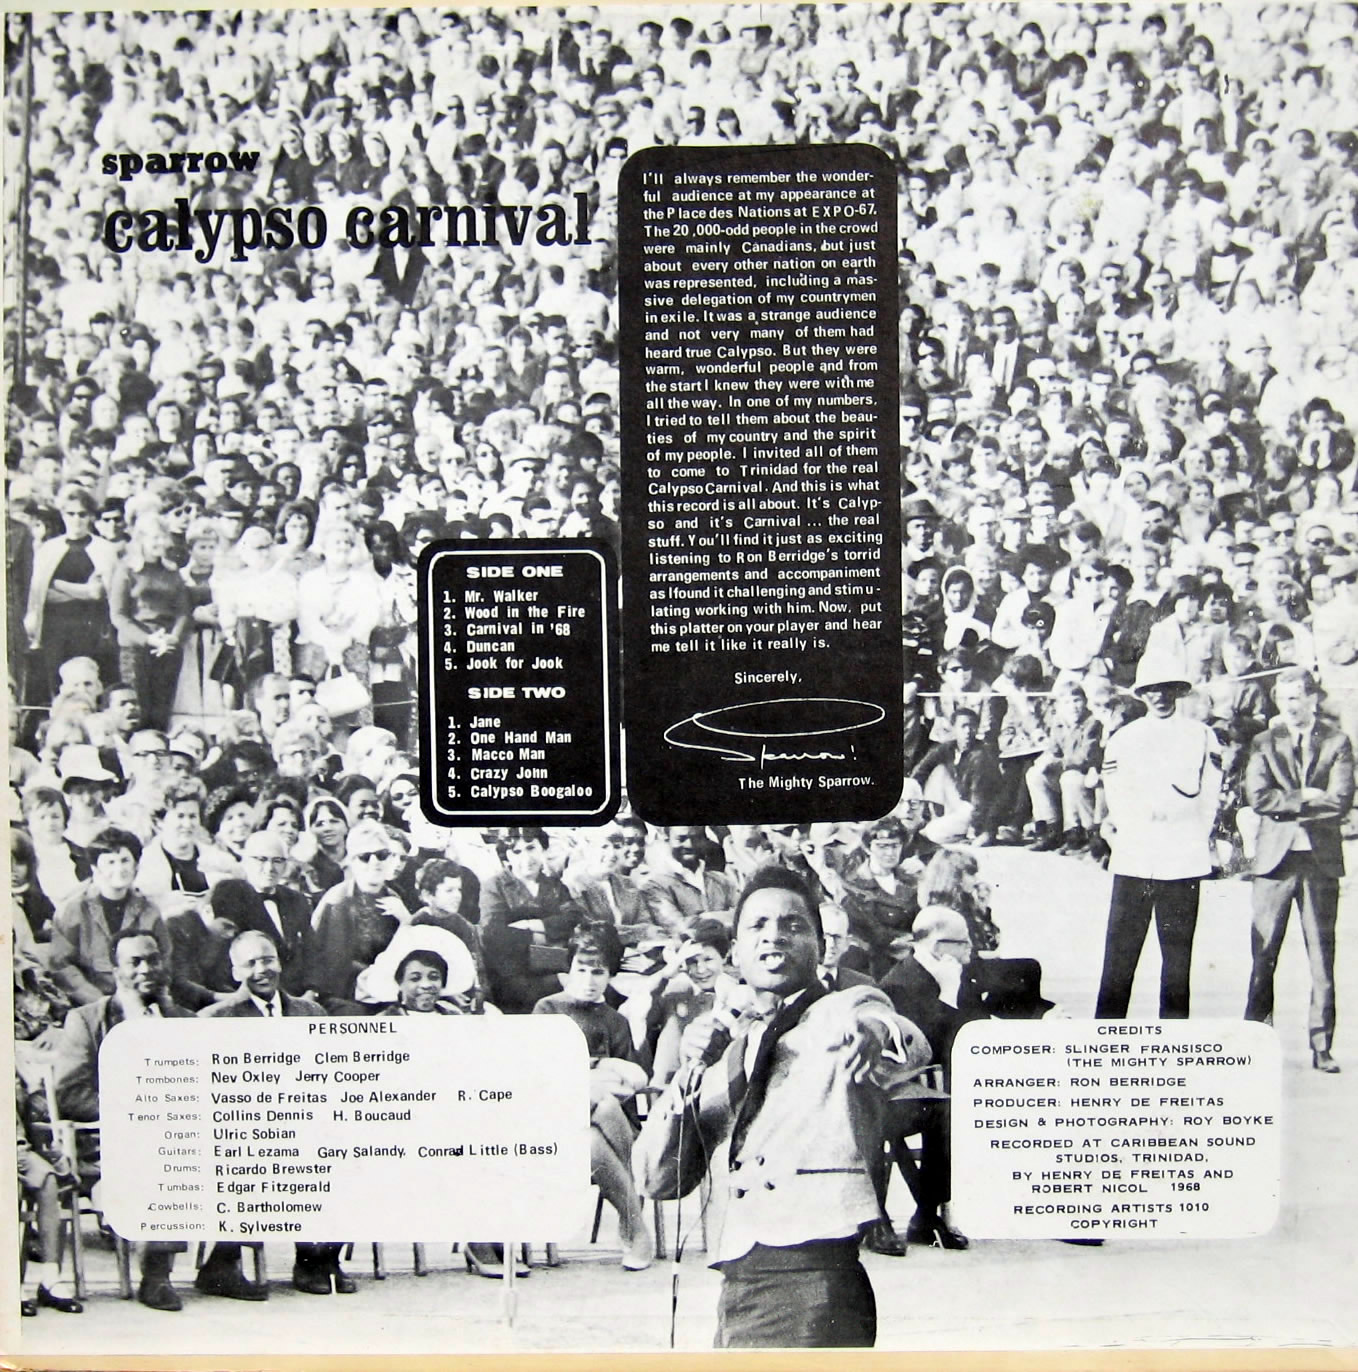 sparrow
calypso carnival
I'll always remember the wonder-
ful audience at my appearance at
the Place des Nations at EXPO-67.
The 20,000-odd people in the crowd
were mainly Canadians, but just
about every other nation on earth
was represented, including a mas-
sive delegation of my countrymen
in exile. It was a strange audience
and not very many of them had
heard true Calypso. But they were
warm, wonderful people and from
the start I knew they were with me
all the way. In one of my numbers,
I tried to tell them about the beau-
ties of my country and the spirit
of my people. I invited all of them
to come to Trinidad for the real
Calypso Carnival. And this is what
this record is all about. It's Calyp-
so and it's Carnival ... the real
stuff. You'll find it just as exciting
listening to Ron Berridge's torrid
arrangements and accompaniment
as I found it challenging and stimu-
lating working with him. Now, put
this platter on your player and hear
me tell it like it really is.
Sincerely,
Sparrow!
The Mighty Sparrow.
SIDE ONE
1. Mr. Walker
2. Wood in the Fire
3. Carnival in '68
4. Duncan
5. Jook for Jook
SIDE TWO
1. Jane
2. One Hand Man
3. Macco Man
4. Crazy John
5. Calypso Boogaloo
PERSONNEL
Trumpets: Ron Berridge Clem Berridge
Trombones: Nev Oxley Jerry Cooper
Alto Saxes: Vasso de Freitas Joe Alexander R. Cape
Tenor Saxes: Collins Dennis H. Boucaud
Organ: Ulric Sobian
Guitars: Earl Lezama Gary Salandy, Conrad Little (Bass)
Drums: Ricardo Brewster
Tumbas: Edgar Fitzgerald
Cowbells: C. Bartholomew
Percussion: K. Sylvestre
CREDITS
COMPOSER: SLINGER FRANSISCO
(THE MIGHTY SPARROW)
ARRANGER: RON BERRIDGE
PRODUCER: HENRY DE FREITAS
DESIGN & PHOTOGRAPHY: ROY BOYKE
RECORDED AT CARIBBEAN SOUND
STUDIOS, TRINIDAD,
BY HENRY DE FREITAS AND
ROBERT NICOL 1968
RECORDING ARTISTS 1010
COPYRIGHT